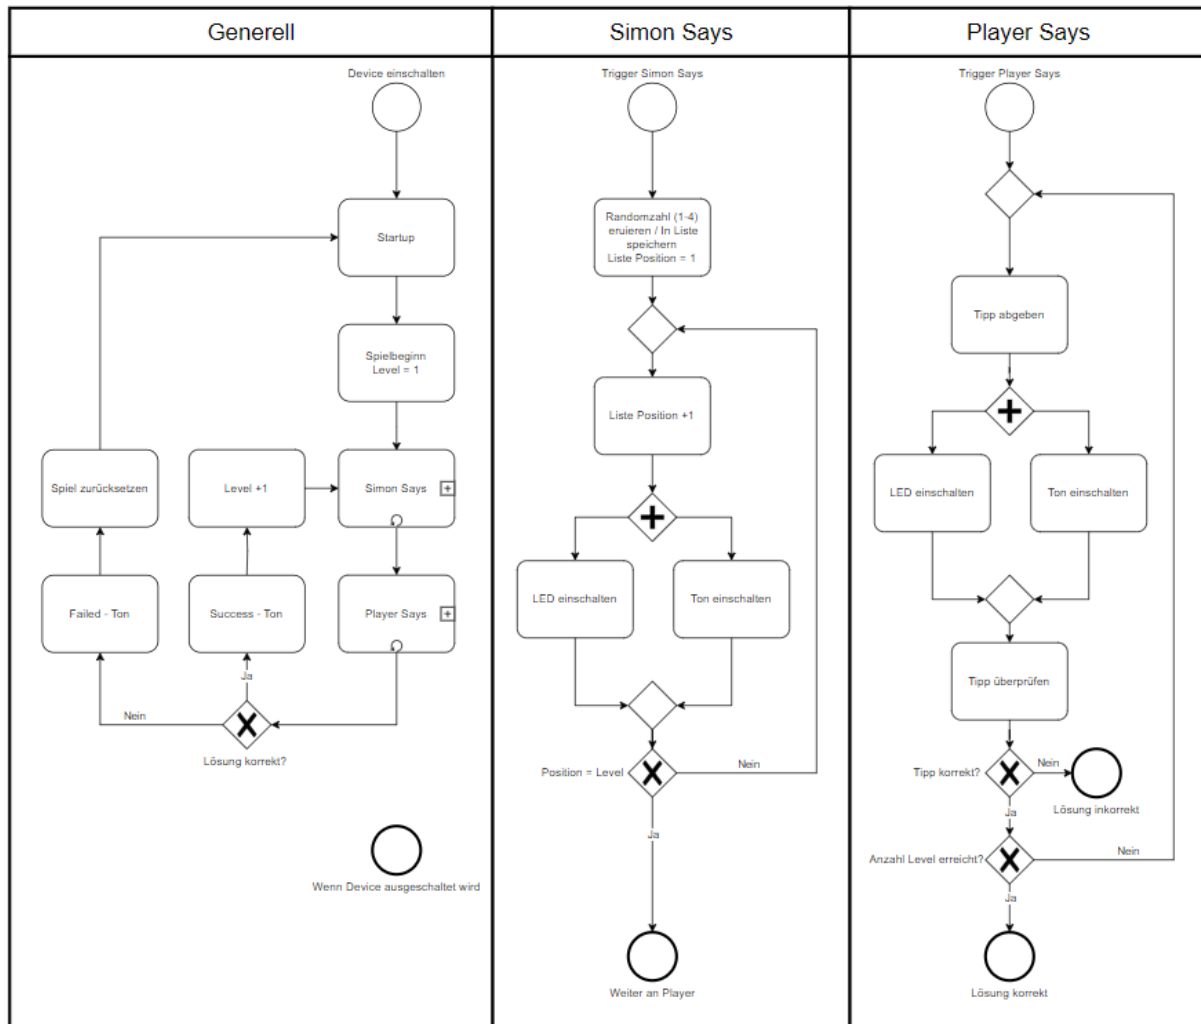 Generell
Simon Says
Player Says
Device einschalten
Startup
Spielbeginn
Level = 1
Spiel zurücksetzen
Level +1
Simon Says
Failed - Ton
Success - Ton
Player Says
Ja
Nein
Lösung korrekt?
Wenn Device ausgeschaltet wird
Trigger Simon Says
Randomzahl (1-4)
eruieren / In Liste
speichern
Liste Position = 1
Liste Position +1
LED einschalten
Ton einschalten
Position = Level
Nein
Ja
Weiter an Player
Trigger Player Says
Tipp abgeben
LED einschalten
Ton einschalten
Tipp überprüfen
Tipp korrekt?
Nein
Lösung inkorrekt
Ja
Anzahl Level erreicht?
Nein
Ja
Lösung korrekt